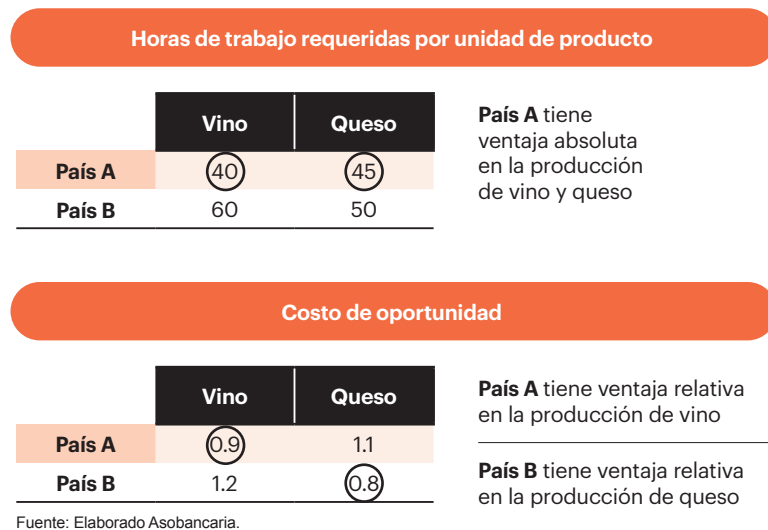 Horas de trabajo requeridas por unidad de producto
Vino Queso
País A 40 45
País B 60 50
País A tiene
ventaja absoluta
en la producción
de vino y queso
Costo de oportunidad
Vino Queso
País A 0.9 1.1
País B 1.2 0.8
País A tiene ventaja relativa
en la producción de vino
País B tiene ventaja relativa
en la producción de queso
Fuente: Elaborado Asobancaria.